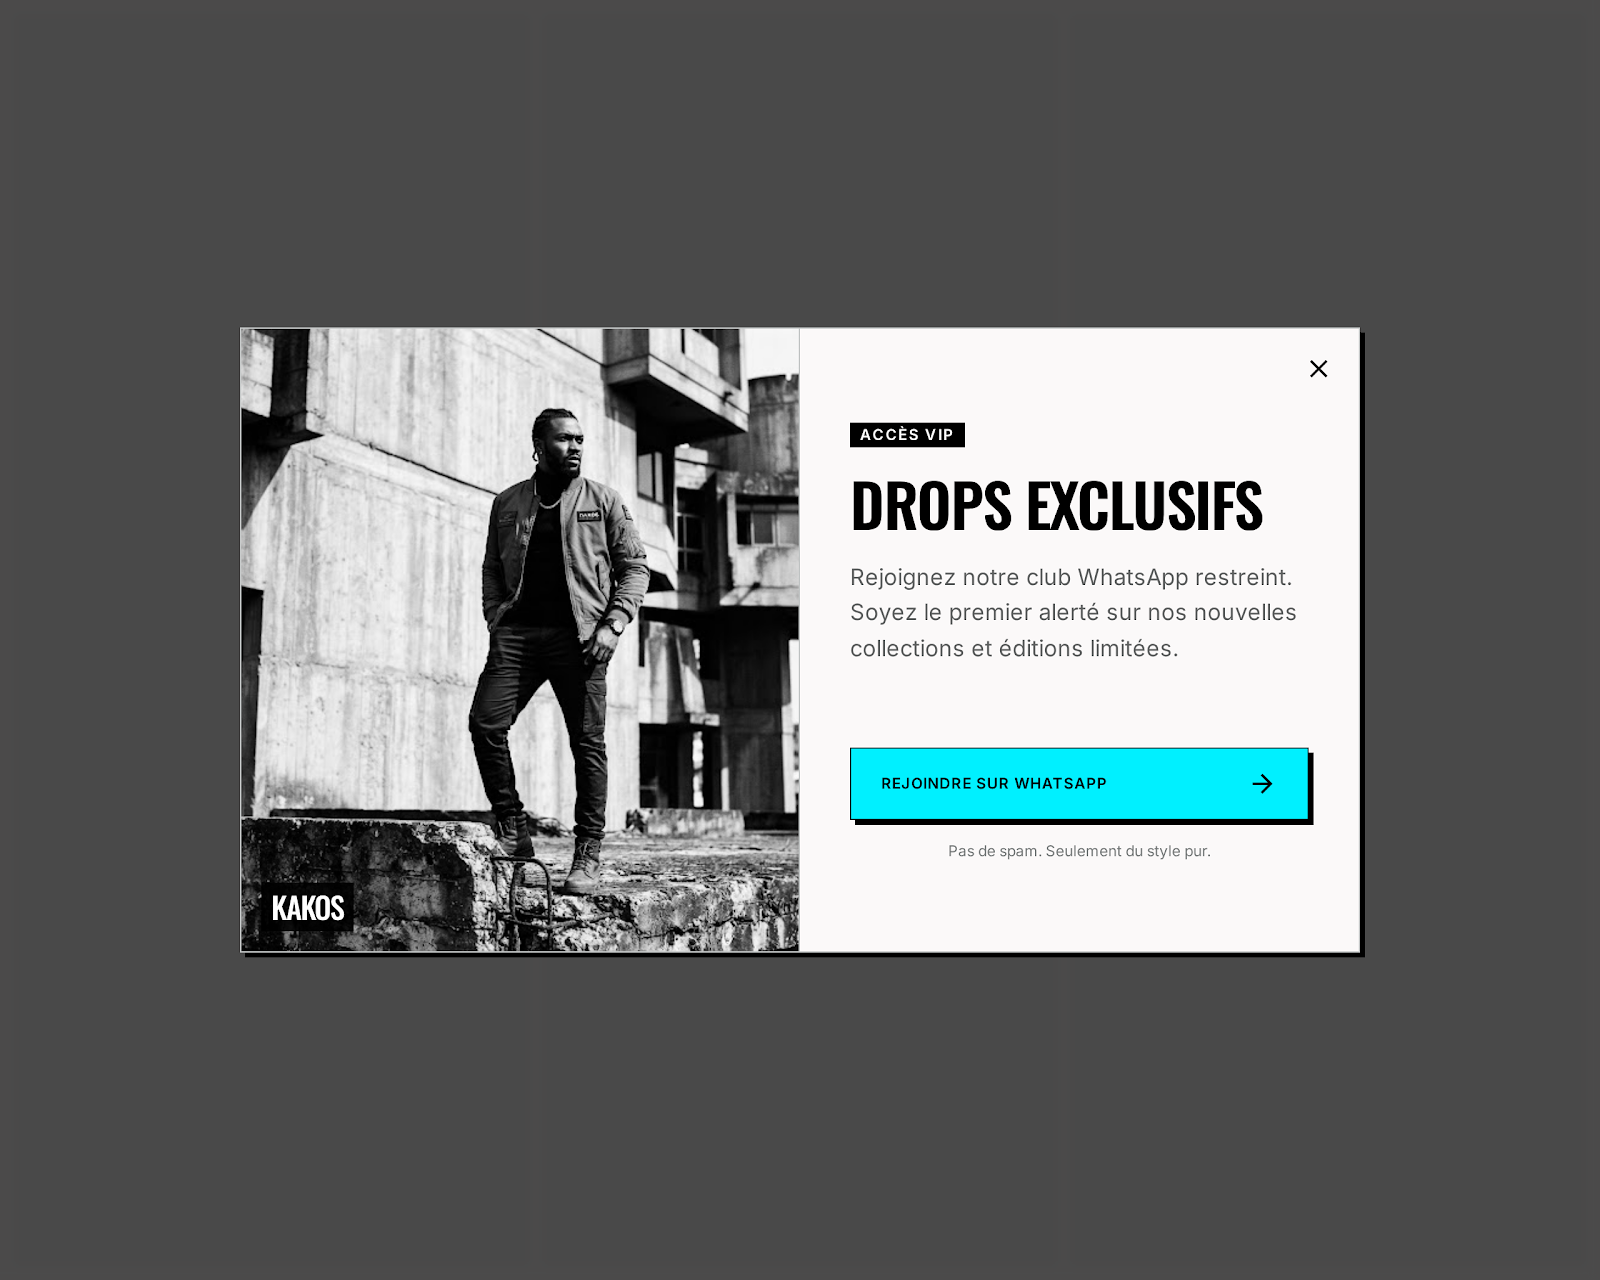 ACCÈS VIP
DROPS EXCLUSIFS
Rejoignez notre club WhatsApp restreint.
Soyez le premier alerté sur nos nouvelles
collections et éditions limitées.
REJOINDRE SUR WHATSAPP
Pas de spam. Seulement du style pur.
KAKOS